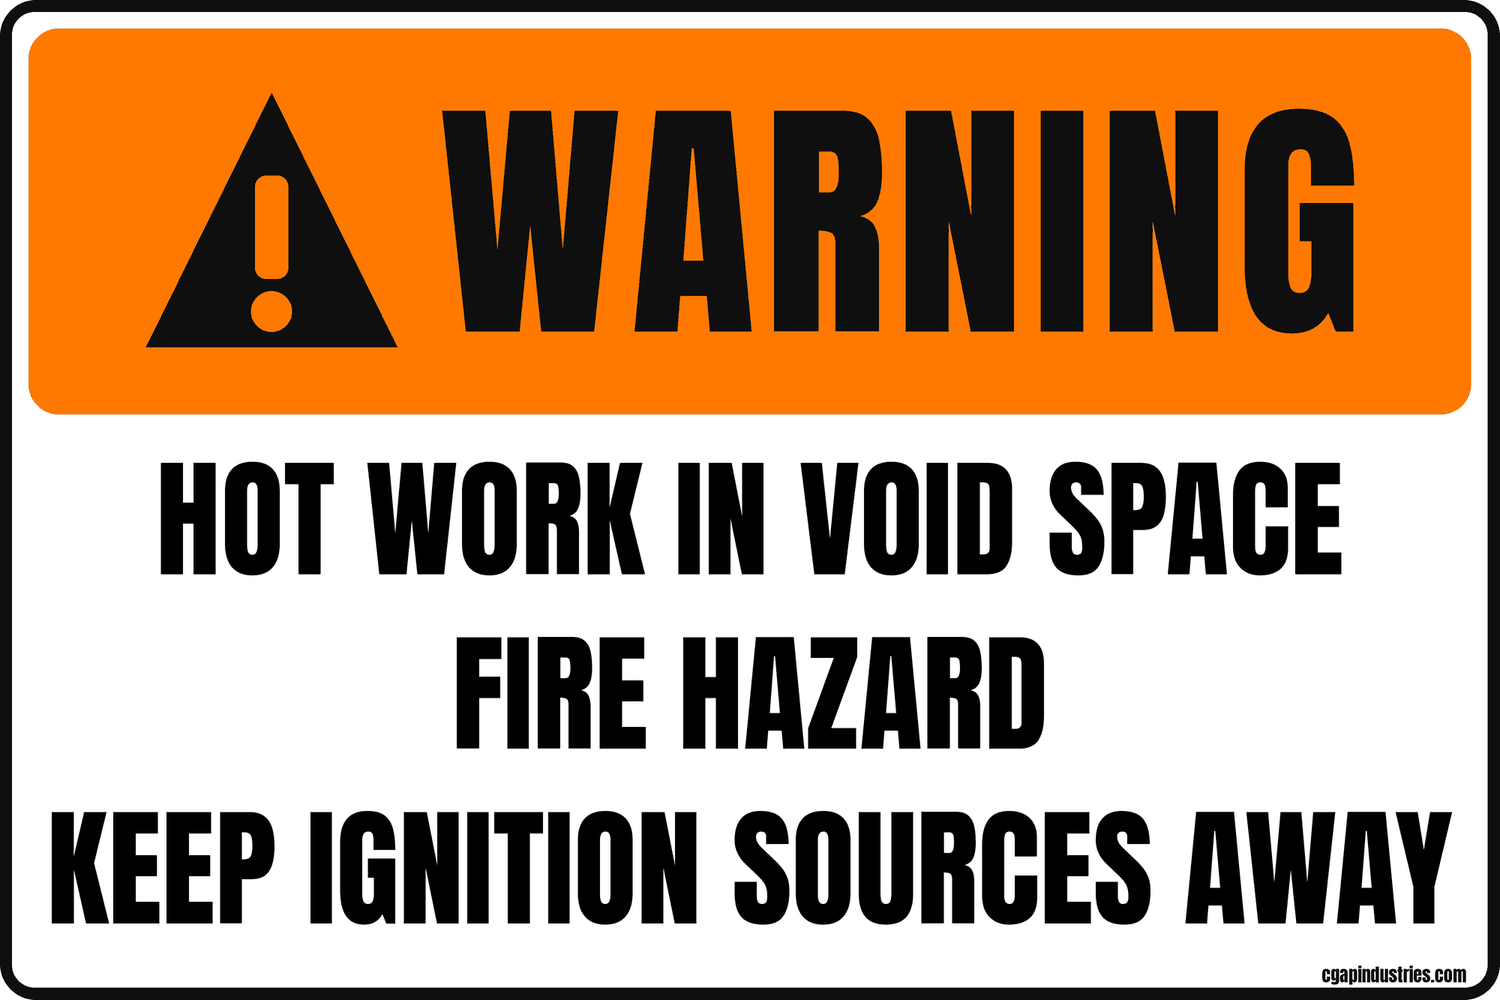 WARNING
HOT WORK IN VOID SPACE
FIRE HAZARD
KEEP IGNITION SOURCES AWAY
cgapindustries.com